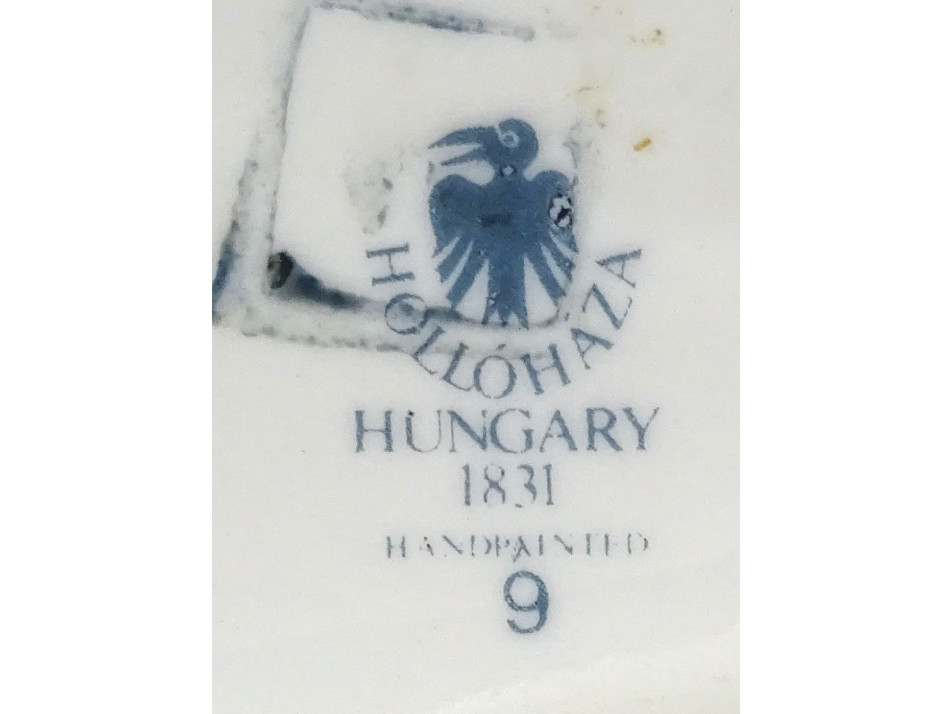 HOLLÓHÁZA
HUNGARY
1831
HANDPAINTED
9